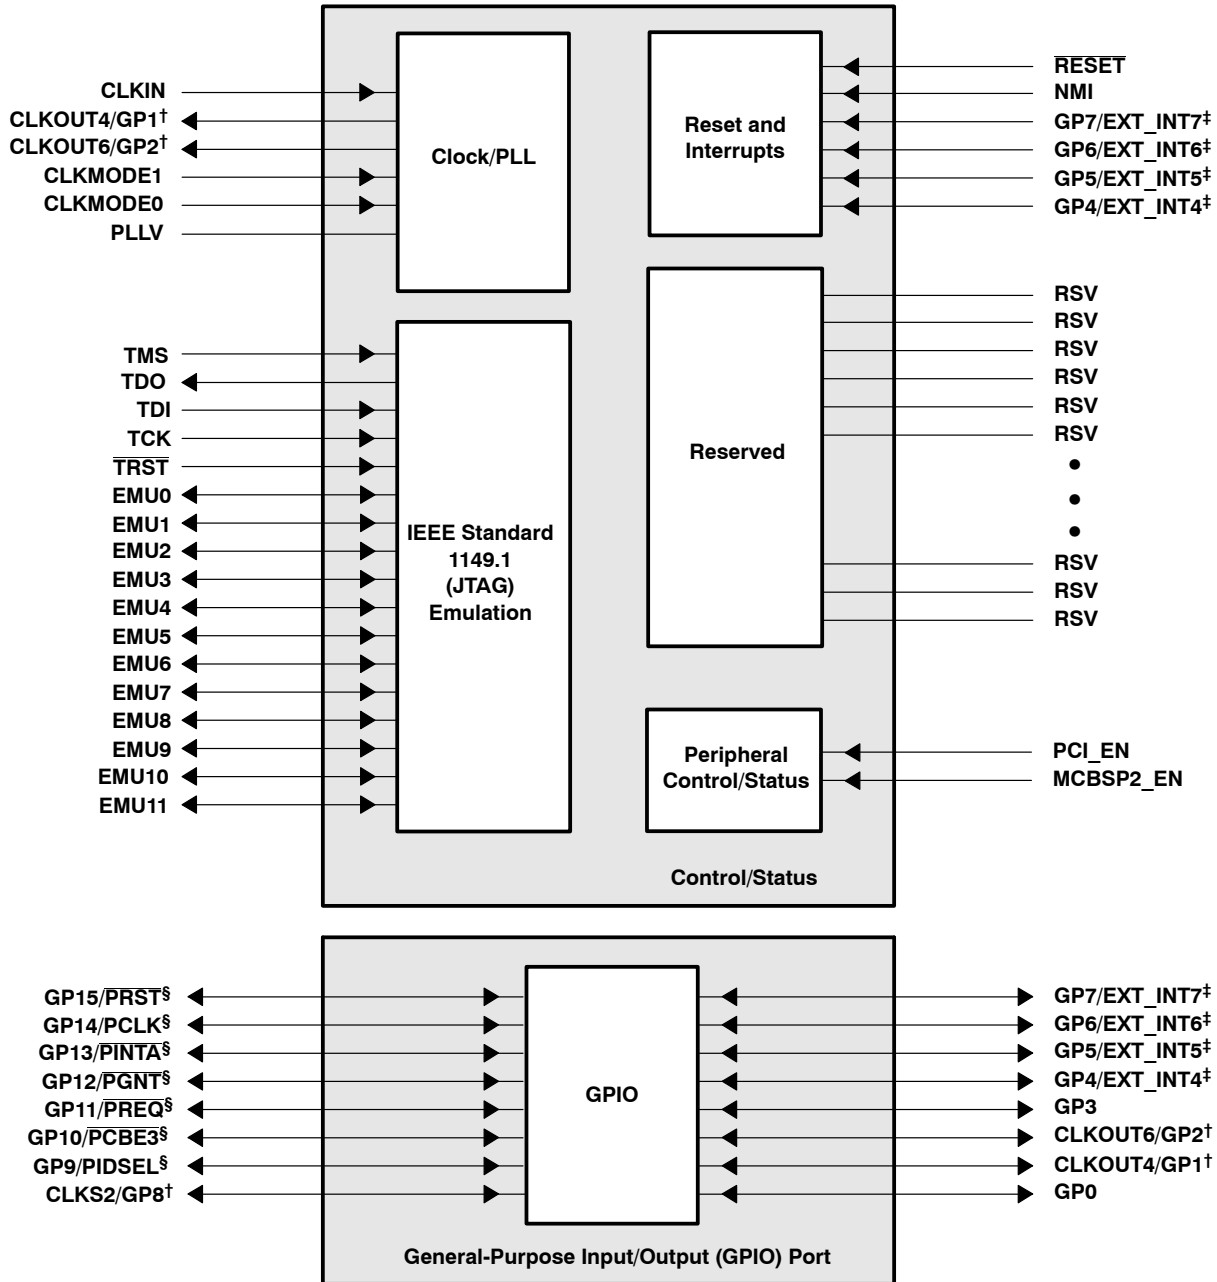 CLKIN
CLKOUT4/GP1†
CLKOUT6/GP2†
CLKMODE1
CLKMODE0
PLLV
Clock/PLL
Reset and
Interrupts
RESET
NMI
GP7/EXT_INT7‡
GP6/EXT_INT6‡
GP5/EXT_INT5‡
GP4/EXT_INT4‡
TMS
TDO
TDI
TCK
TRST
EMU0
EMU1
EMU2
EMU3
EMU4
EMU5
EMU6
EMU7
EMU8
EMU9
EMU10
EMU11
IEEE Standard
1149.1
(JTAG)
Emulation
Reserved
RSV
RSV
RSV
RSV
RSV
RSV
•
•
•
RSV
RSV
RSV
Peripheral
Control/Status
PCI_EN
MCBSP2_EN
Control/Status
GP15/PRST§
GP14/PCLK§
GP13/PINTA§
GP12/PGNT§
GP11/PREQ§
GP10/PCBE3§
GP9/PIDSEL§
CLKS2/GP8†
GPIO
GP7/EXT_INT7‡
GP6/EXT_INT6‡
GP5/EXT_INT5‡
GP4/EXT_INT4‡
GP3
CLKOUT6/GP2†
CLKOUT4/GP1†
GP0
General-Purpose Input/Output (GPIO) Port